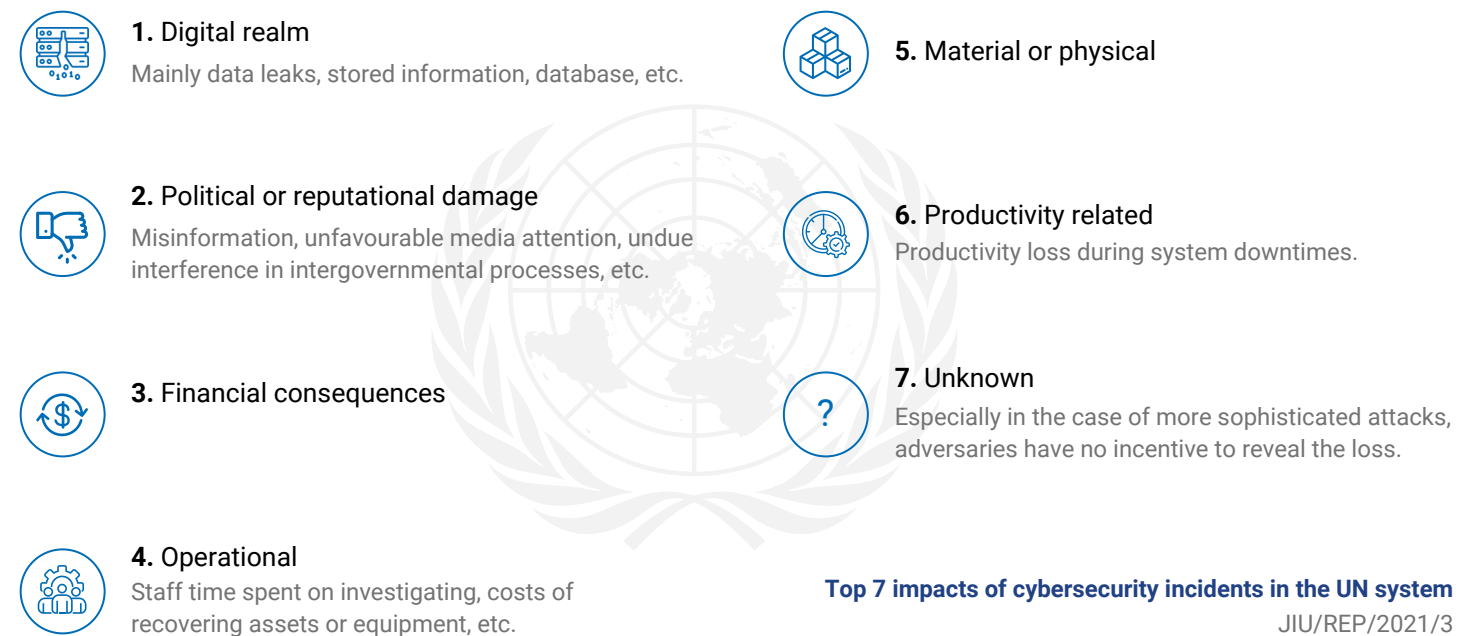 1. Digital realm
Mainly data leaks, stored information, database, etc.
2. Political or reputational damage
Misinformation, unfavourable media attention, undue
interference in intergovernmental processes, etc.
3. Financial consequences
4. Operational
Staff time spent on investigating, costs of
recovering assets or equipment, etc.
5. Material or physical
6. Productivity related
Productivity loss during system downtimes.
?
7. Unknown
Especially in the case of more sophisticated attacks,
adversaries have no incentive to reveal the loss.
Top 7 impacts of cybersecurity incidents in the UN system
JIU/REP/2021/3